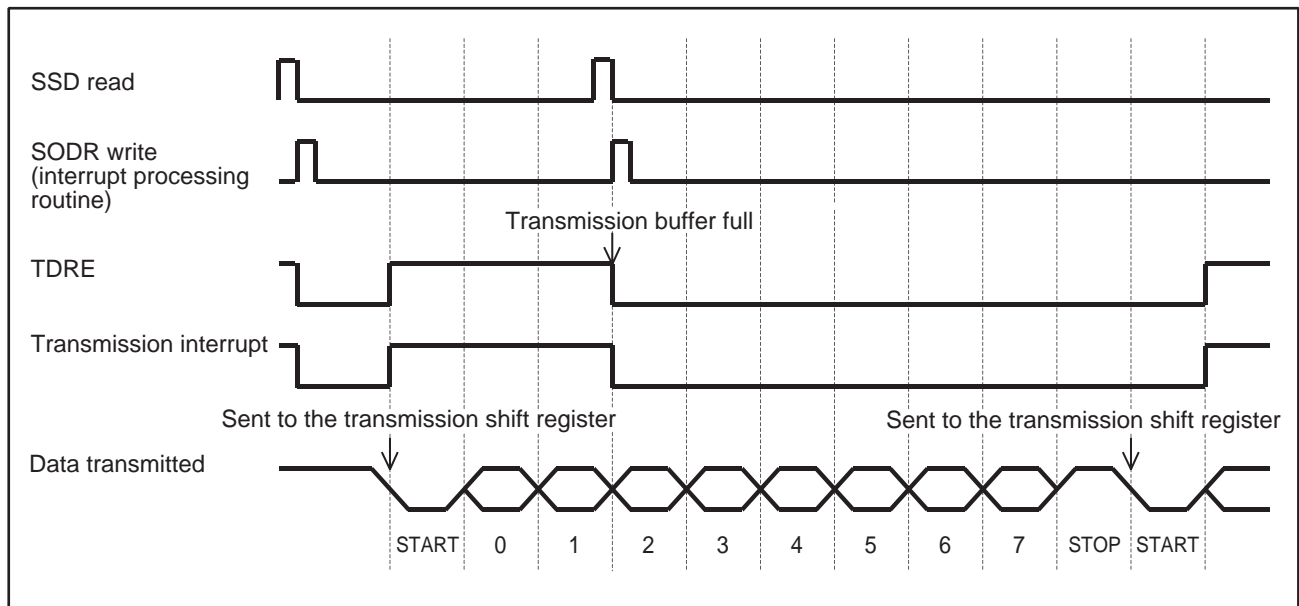 SSD read
SODR write
(interrupt processing
routine)
Transmission buffer full
TDRE
Transmission interrupt
Sent to the transmission shift register
Sent to the transmission shift register
Data transmitted
START 0 1 2 3 4 5 6 7 STOP START